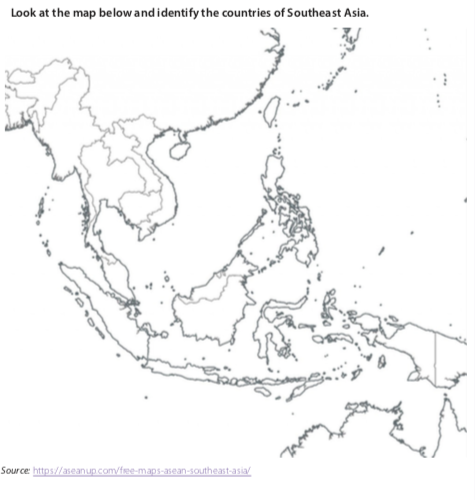 Look at the map below and identify the countries of Southeast Asia.
Source: https://aseanup.com/free-maps-asean-southeast-asia/